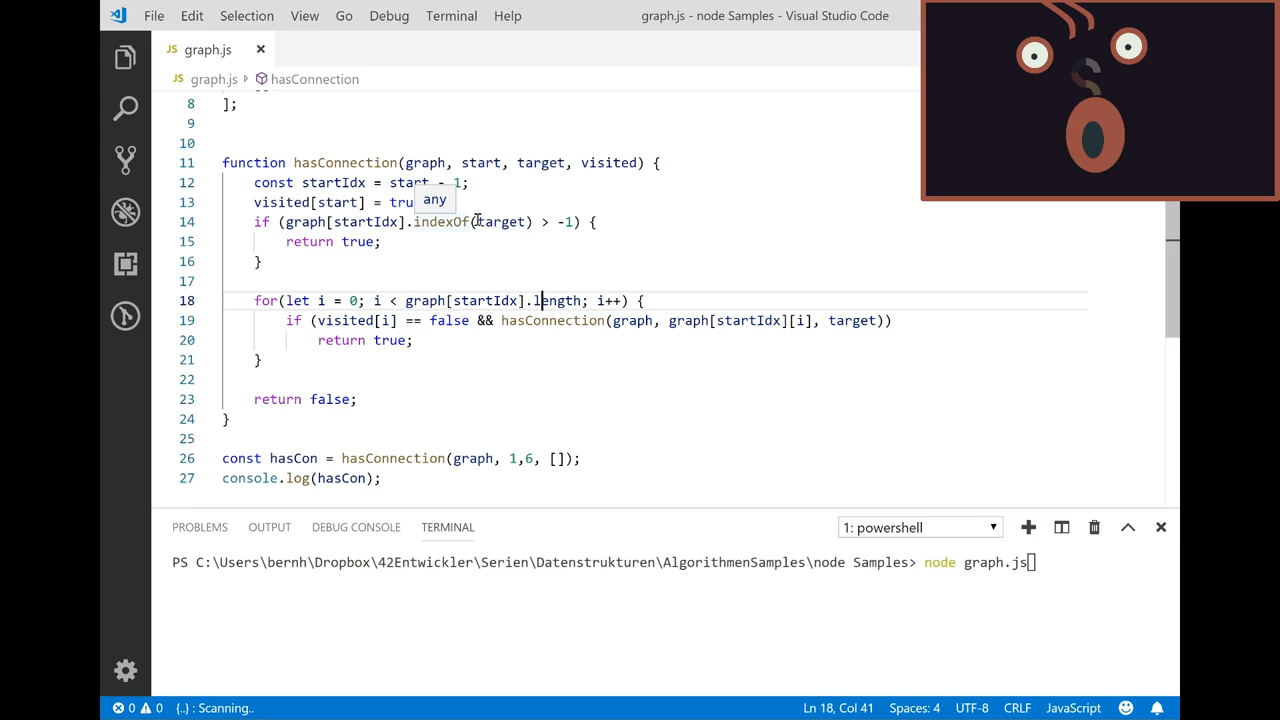 File Edit Selection View Go Debug Terminal Help graph.js - node Samples - Visual Studio Code
JS graph.js
JS graph.js hasConnection
8 ];
9
10
11 function hasConnection(graph, start, target, visited) {
12 const startIdx = start - 1;
13 visited[start] = tru
any
14 if (graph[startIdx].indexOf(target) > -1) {
15 return true;
16 }
17
18 for(let i = 0; i < graph[startIdx].length; i++) {
19 if (visited[i] == false && hasConnection(graph, graph[startIdx][i], target))
20 return true;
21 }
22
23 return false;
24 }
25
26 const hasCon = hasConnection(graph, 1,6, []);
27 console.log(hasCon);
PROBLEMS OUTPUT DEBUG CONSOLE TERMINAL 1: powershell
PS C:\Users\bernh\Dropbox\42Entwickler\Serien\Datenstrukturen\AlgorithmenSamples\node Samples> node graph.js
0 0 {..} : Scanning.. Ln 18, Col 41 Spaces: 4 UTF-8 CRLF JavaScript